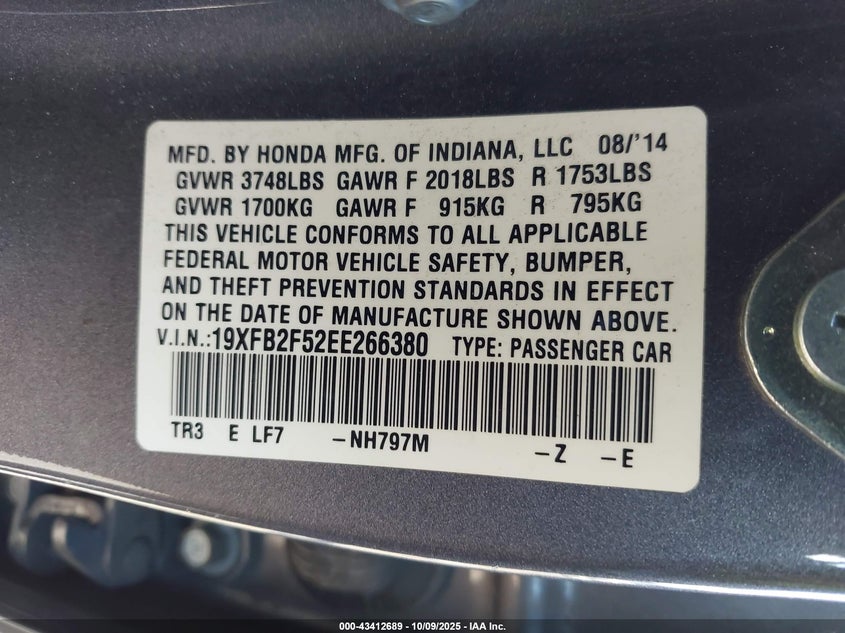 MFD. BY HONDA MFG. OF INDIANA, LLC 08/'14
GVWR 3748LBS GAWR F 2018LBS R 1753LBS
GVWR 1700KG GAWR F 915KG R 795KG
THIS VEHICLE CONFORMS TO ALL APPLICABLE
FEDERAL MOTOR VEHICLE SAFETY, BUMPER,
AND THEFT PREVENTION STANDARDS IN EFFECT
ON THE DATE OF MANUFACTURE SHOWN ABOVE.
V.I.N.:19XFB2F52EE266380 TYPE: PASSENGER CAR
TR3 E LF7 -NH797M -Z -E
000-43412689 - 10/09/2025 - IAA Inc.